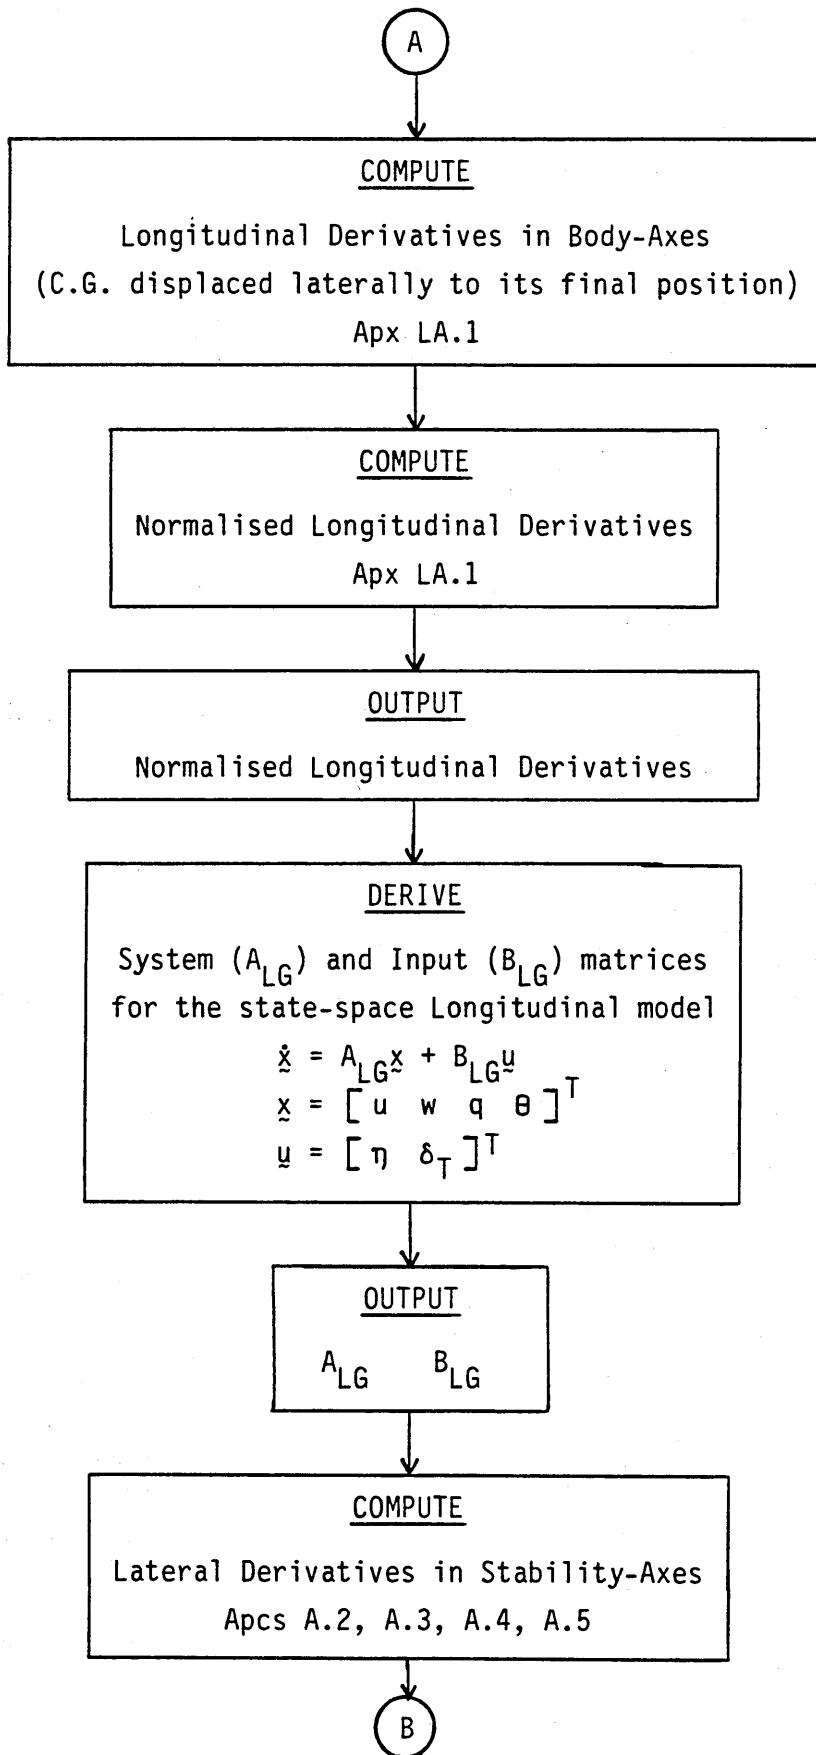 A
COMPUTE
Longitudinal Derivatives in Body-Axes
(C.G. displaced laterally to its final position)
Apx LA.1
COMPUTE
Normalised Longitudinal Derivatives
Apx LA.1
OUTPUT
Normalised Longitudinal Derivatives
DERIVE
System (A_LG) and Input (B_LG) matrices
for the state-space Longitudinal model
ẋ = A_LG x + B_LG u
x = [ u w q θ ]^T
u = [ η δ_T ]^T
OUTPUT
A_LG B_LG
COMPUTE
Lateral Derivatives in Stability-Axes
Apcs A.2, A.3, A.4, A.5
B